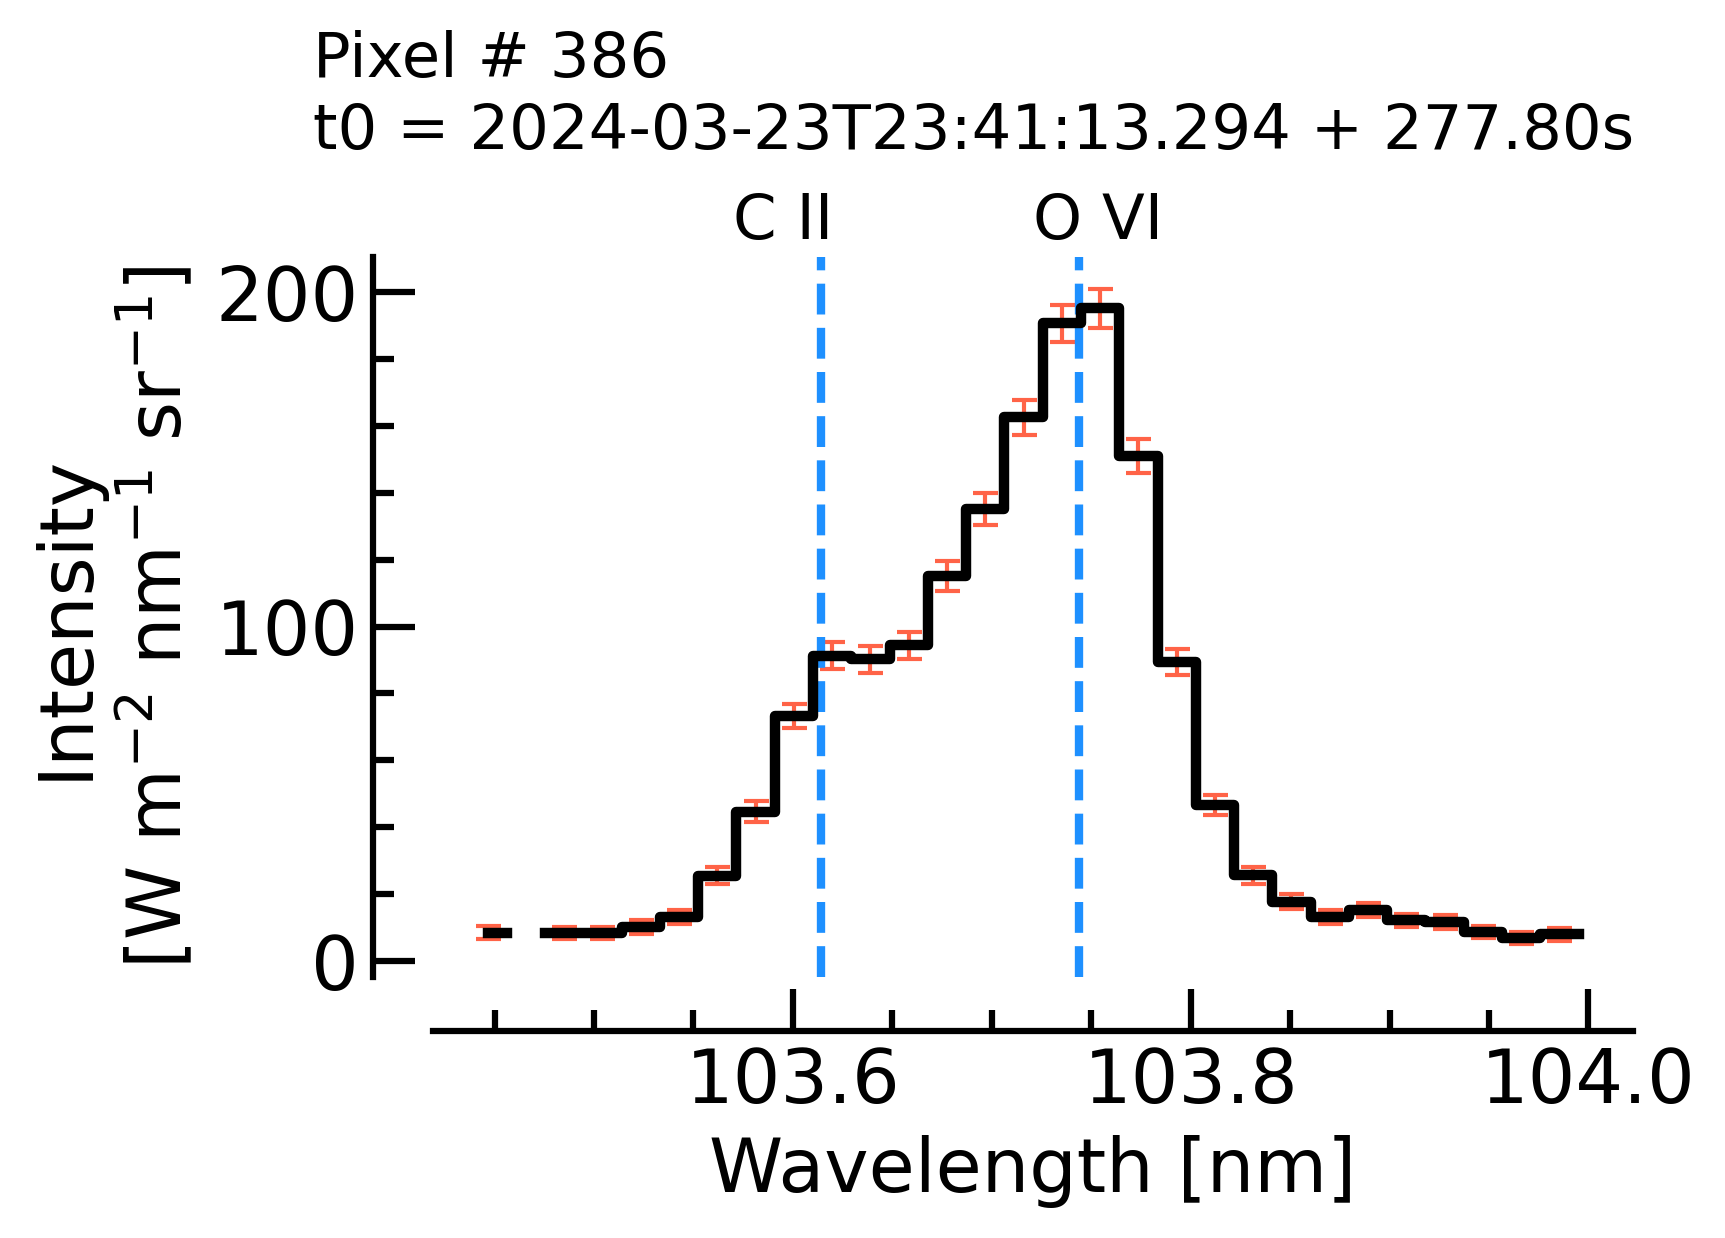 Pixel # 386
t0 = 2024-03-23T23:41:13.294 + 277.80s
C II
O VI
Intensity
[W m⁻² nm⁻¹ sr⁻¹]
200
100
0
103.6
103.8
104.0
Wavelength [nm]